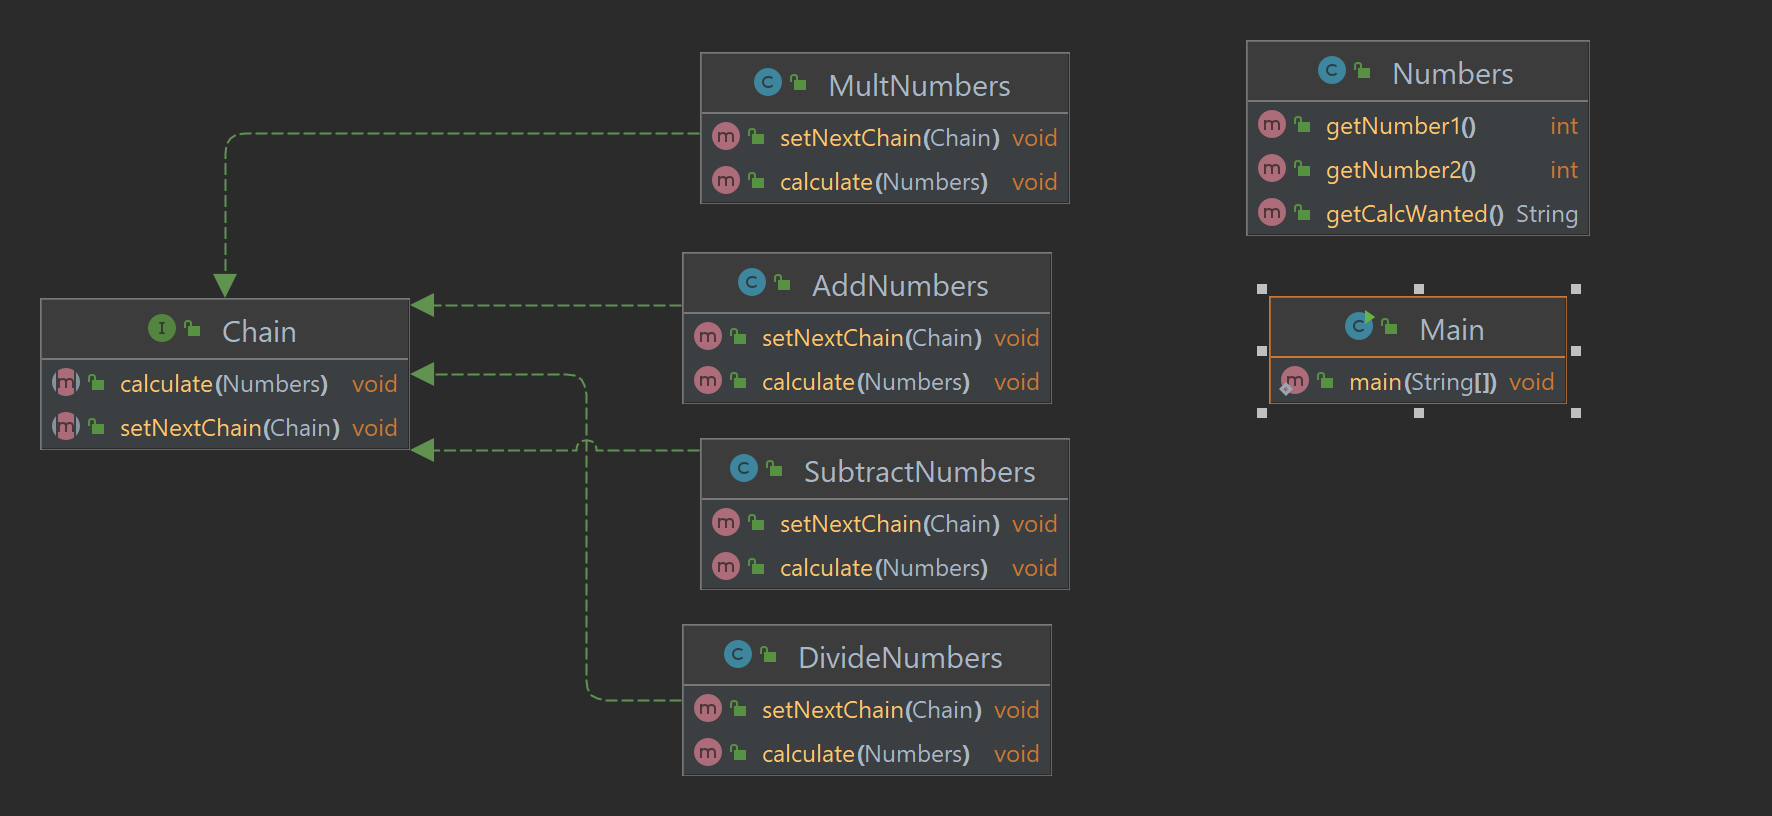 MultNumbers
setNextChain(Chain) void
calculate(Numbers) void
Numbers
getNumber1() int
getNumber2() int
getCalcWanted() String
Chain
calculate(Numbers) void
setNextChain(Chain) void
AddNumbers
setNextChain(Chain) void
calculate(Numbers) void
Main
main(String[]) void
SubtractNumbers
setNextChain(Chain) void
calculate(Numbers) void
DivideNumbers
setNextChain(Chain) void
calculate(Numbers) void